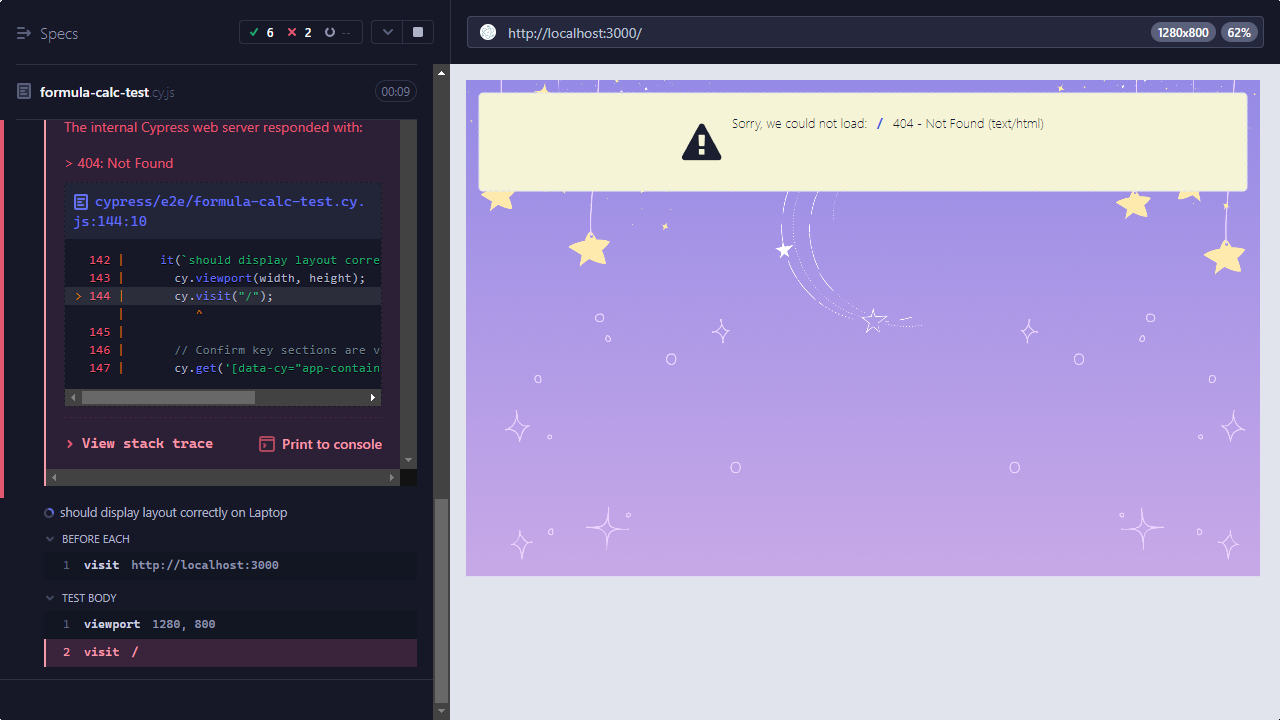 Specs
6 2 --
http://localhost:3000/
1280x800 62%
formula-calc-test.cy.js 00:09
The internal Cypress web server responded with:
> 404: Not Found
cypress/e2e/formula-calc-test.cy.
js:144:10
142 | it(`should display layout corre
143 | cy.viewport(width, height);
> 144 | cy.visit("/");
| ^
145 |
146 | // Confirm key sections are v
147 | cy.get('[data-cy="app-contain
View stack trace Print to console
should display layout correctly on Laptop
BEFORE EACH
1 visit http://localhost:3000
TEST BODY
1 viewport 1280, 800
2 visit /
Sorry, we could not load: / 404 - Not Found (text/html)